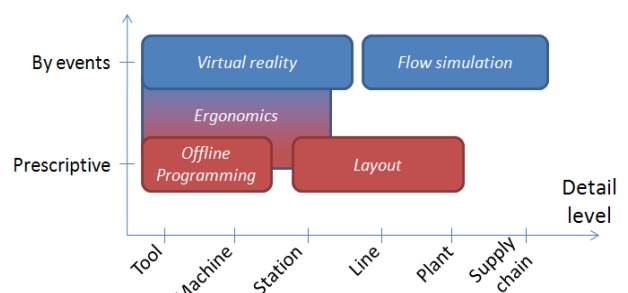 By events
Virtual reality
Flow simulation
Ergonomics
Prescriptive
Offline
Programming
Layout
Detail
level
Tool
Machine
Station
Line
Plant
Supply
chain